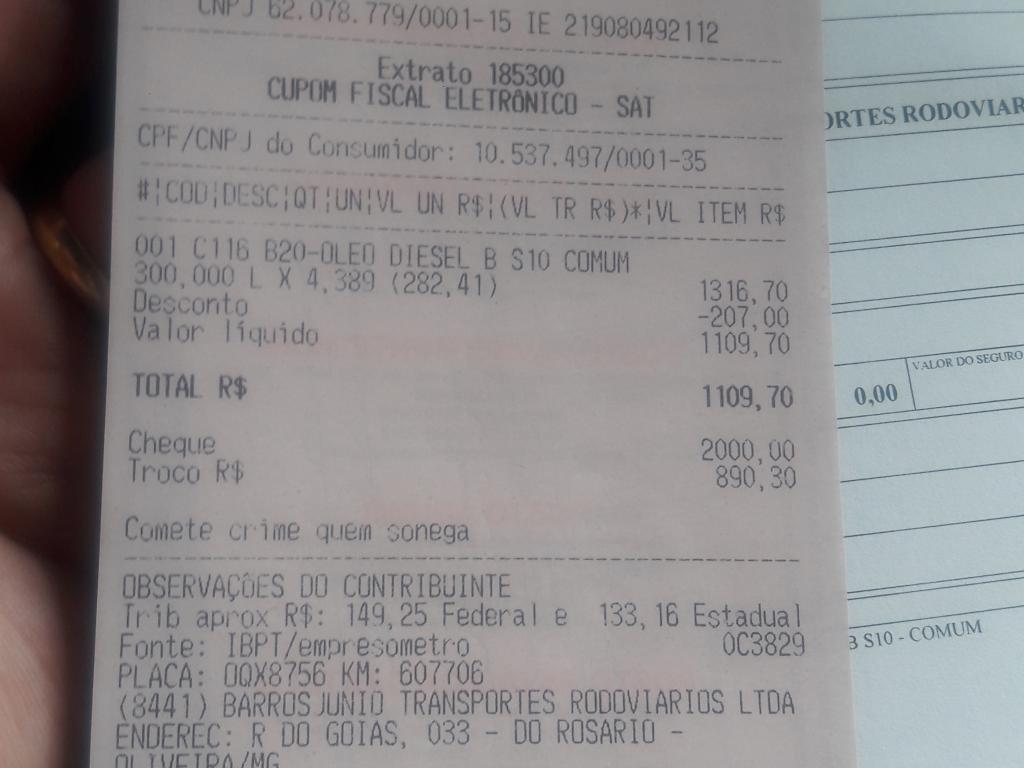 CNPJ 62.078.779/0001-15 IE 219080492112
Extrato 185300
CUPOM FISCAL ELETRÔNICO - SAT
CPF/CNPJ do Consumidor: 10.537.497/0001-35
#¦COD¦DESC¦QT¦UN¦VL UN R$¦(VL TR R$)*¦VL ITEM R$
001 C116 B20-OLEO DIESEL B S10 COMUM
300,000 L X 4,389 (282,41) 1316,70
Desconto -207,00
Valor líquido 1109,70
TOTAL R$ 1109,70
Cheque 2000,00
Troco R$ 890,30
Comete crime quem sonega
OBSERVAÇÕES DO CONTRIBUINTE
Trib aprox R$: 149,25 Federal e 133,16 Estadual
Fonte: IBPT/empresometro 0C3829
PLACA: OQX8756 KM: 607706
(8441) BARROS JUNIO TRANSPORTES RODOVIARIOS LTDA
ENDEREC: R DO GOIAS, 033 - DO ROSARIO -
OLIVEIRA/MG
ORTES RODOVIAR
VALOR DO SEGURO
0,00
B S10 - COMUM